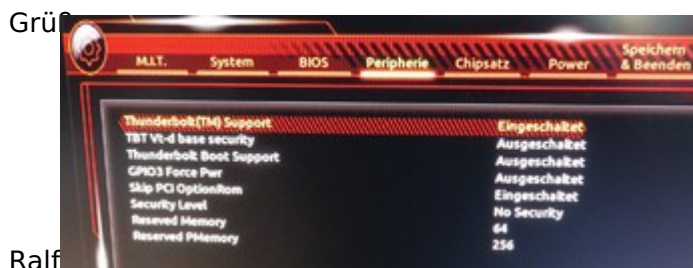 Grüß
M.I.T. System BIOS Peripherie Chipsatz Power Speichern & Beenden
Thunderbolt(TM) Support Eingeschaltet
TBT Vt-d base security Ausgeschaltet
Thunderbolt Boot Support Ausgeschaltet
GPIO3 Force Pwr Ausgeschaltet
Skip PCI OptionRom Eingeschaltet
Security Level No Security
Reseved Memory 64
Reserved PMemory 256
Ralf